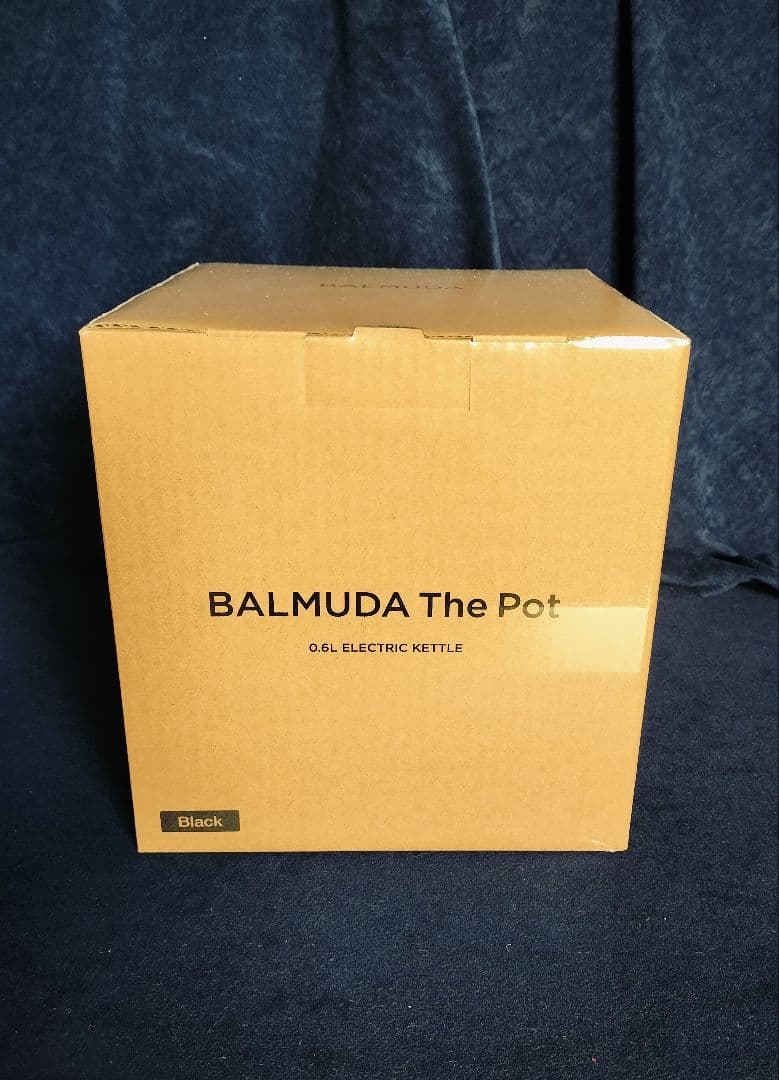 BALMUDA
BALMUDA The Pot
0.6L ELECTRIC KETTLE
Black